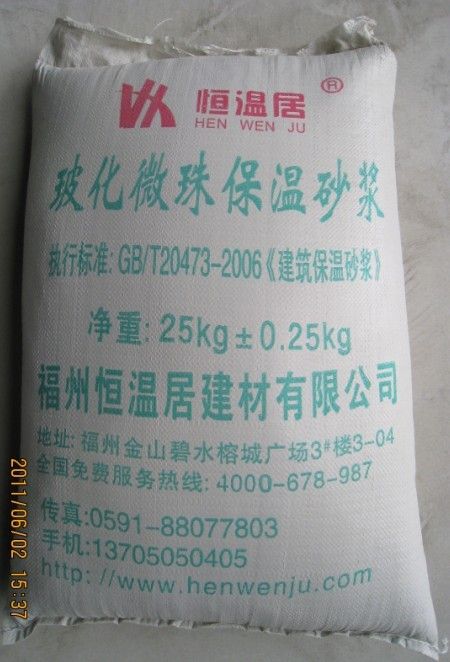 恒温居®
HEN WEN JU
玻化微珠保温砂浆
执行标准: GB/T20473-2006《建筑保温砂浆》
净重: 25kg±0.25kg
福州恒温居建材有限公司
地址: 福州金山碧水榕城广场3#楼3-04
全国免费服务热线: 4000-678-987
传真:0591-88077803
手机:13705050405
http://www.henwenju.com
2011/06/02 15:37